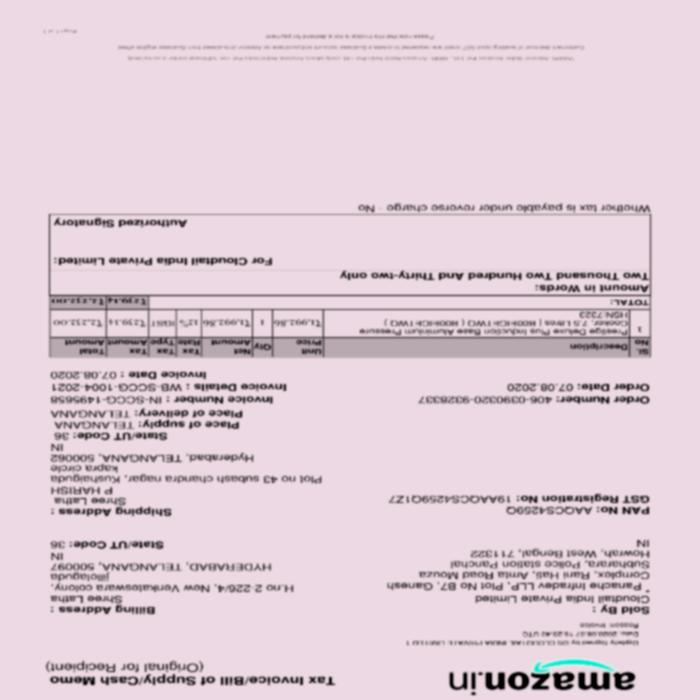 amazon.in
Tax Invoice/Bill of Supply/Cash Memo
(Original for Recipient)
Sold By :
Cloudtail India Private Limited
* Panache Infradev LLP, Plot No B7, Ganesh
Complex, Rani Hati, Amta Road Mouza
Subharara, Police station Panchal
Howrah, West Bengal, 711322
IN
Billing Address :
Shree Latha
H.no 2-226/4, New Venkateswara colony,
jillolaguda
HYDERABAD, TELANGANA, 500097
IN
State/UT Code: 36
PAN No: AAQCS4259Q
GST Registration No: 19AAQCS4259Q1Z7
Shipping Address :
Shree Latha
P HARISH
Plot no 43 subash chandra nagar, Kushaiguda
kapra circle
Hyderabad, TELANGANA, 500062
IN
State/UT Code: 36
Place of supply: TELANGANA
Place of delivery: TELANGANA
Order Number: 406-0390320-9328337
Invoice Number : IN-SCCG-1495658
Order Date: 07.08.2020
Invoice Details : WB-SCCG-1004-2021
Invoice Date : 07.08.2020
Sl. No Description Unit Price Qty Net Amount Tax Rate Tax Type Tax Amount Total Amount
1 Prestige Deluxe Plus Induction Base Aluminium Pressure
Cooker, 7.5 Litres
HSN:7323
₹1,992.86 1 ₹1,992.86 12% IGST ₹239.14 ₹2,232.00
TOTAL: ₹239.14 ₹2,232.00
Amount in Words:
Two Thousand Two Hundred And Thirty-two only
For Cloudtail India Private Limited:
Authorized Signatory
Whether tax is payable under reverse charge - No
Please note that this invoice is not a demand for payment
Page 1 of 1